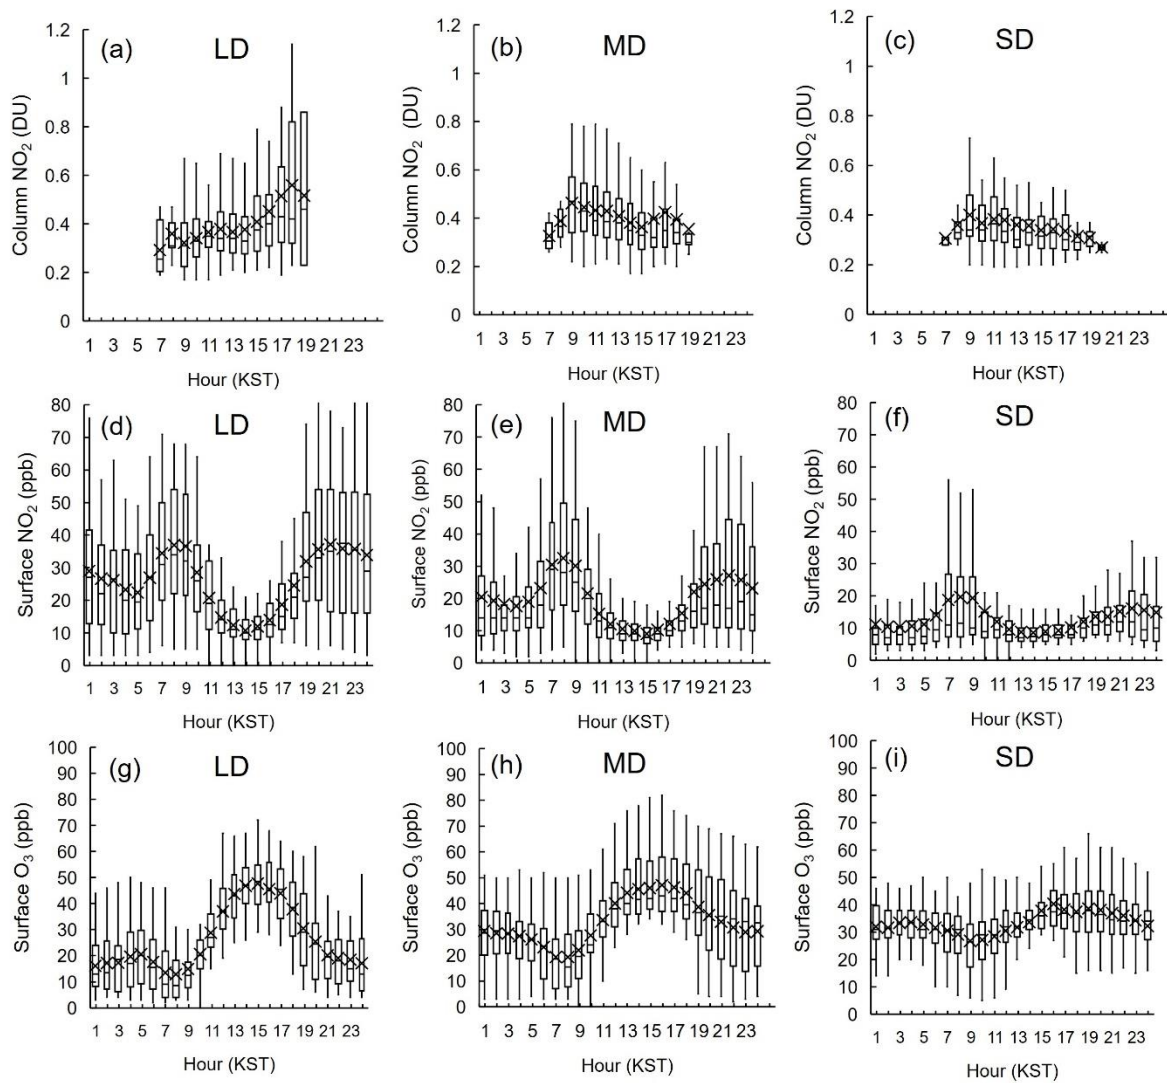 (a) LD
Column NO2 (DU)
1.2
1
0.8
0.6
0.4
0.2
0
1 3 5 7 9 11 13 15 17 19 21 23
Hour (KST)
(b) MD
Column NO2 (DU)
1.2
1
0.8
0.6
0.4
0.2
0
1 3 5 7 9 11 13 15 17 19 21 23
Hour (KST)
(c) SD
Column NO2 (DU)
1.2
1
0.8
0.6
0.4
0.2
0
1 3 5 7 9 11 13 15 17 19 21 23
Hour (KST)
(d) LD
Surface NO2 (ppb)
80
70
60
50
40
30
20
10
0
1 3 5 7 9 11 13 15 17 19 21 23
Hour (KST)
(e) MD
Surface NO2 (ppb)
80
70
60
50
40
30
20
10
0
1 3 5 7 9 11 13 15 17 19 21 23
Hour (KST)
(f) SD
Surface NO2 (ppb)
80
70
60
50
40
30
20
10
0
1 3 5 7 9 11 13 15 17 19 21 23
Hour (KST)
(g) LD
Surface O3 (ppb)
100
90
80
70
60
50
40
30
20
10
0
1 3 5 7 9 11 13 15 17 19 21 23
Hour (KST)
(h) MD
Surface O3 (ppb)
100
90
80
70
60
50
40
30
20
10
0
1 3 5 7 9 11 13 15 17 19 21 23
Hour (KST)
(i) SD
Surface O3 (ppb)
100
90
80
70
60
50
40
30
20
10
0
1 3 5 7 9 11 13 15 17 19 21 23
Hour (KST)